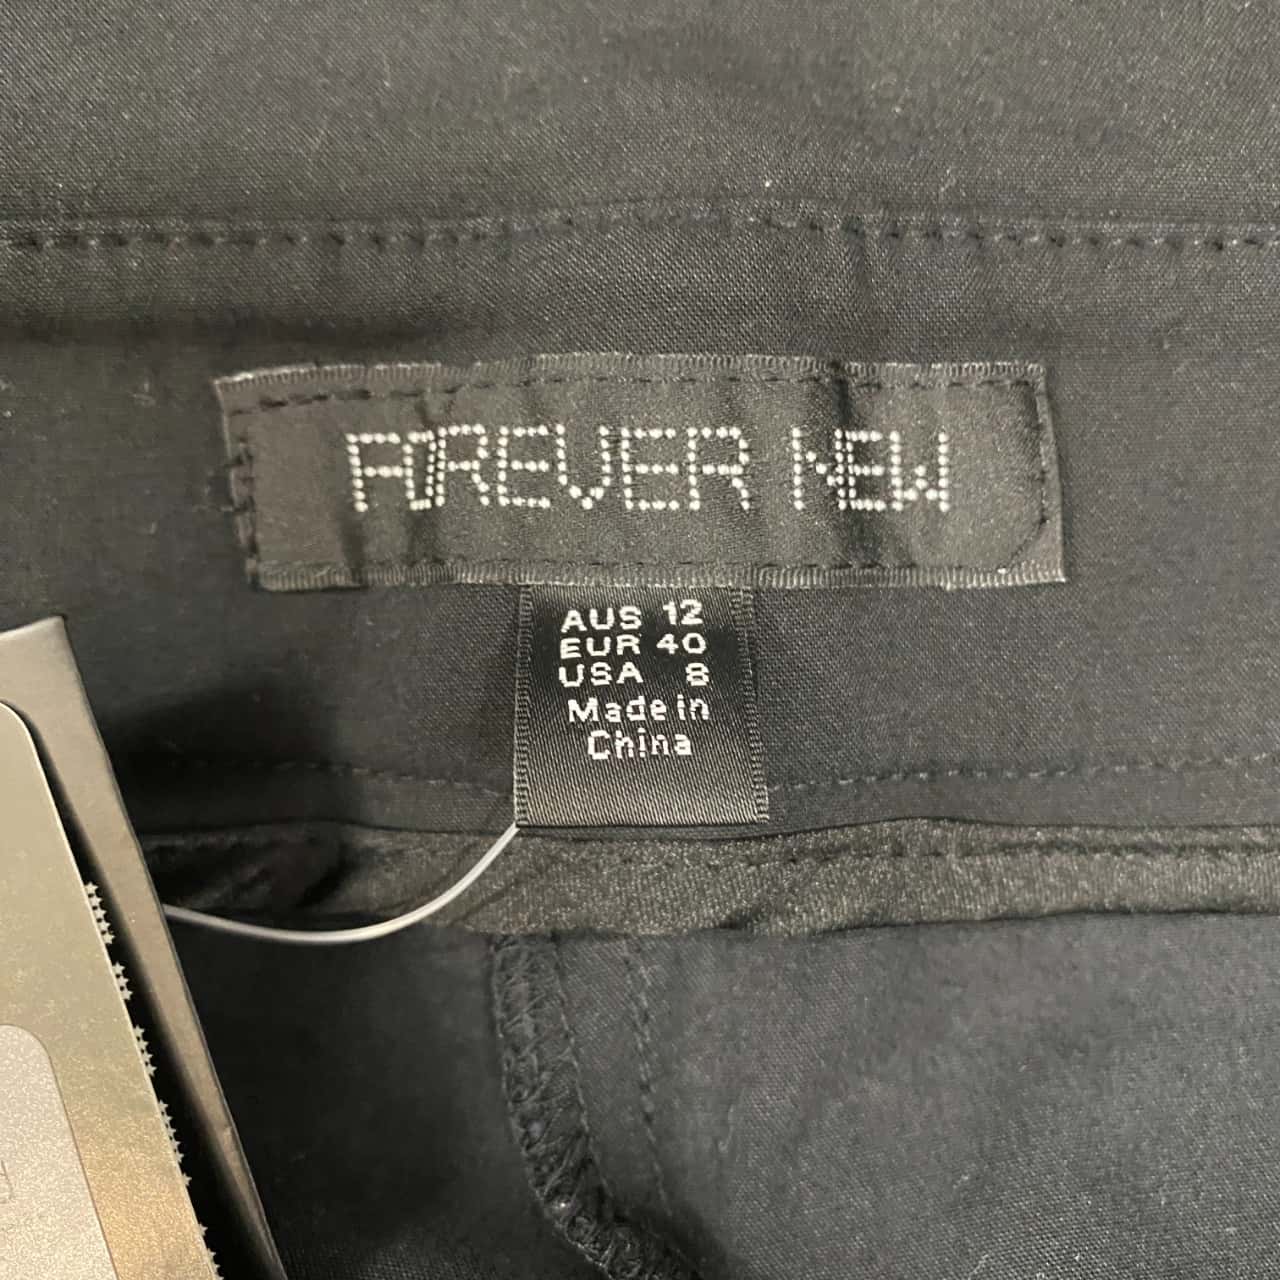 FOREVER NEW
AUS 12
EUR 40
USA 8
Made in
China